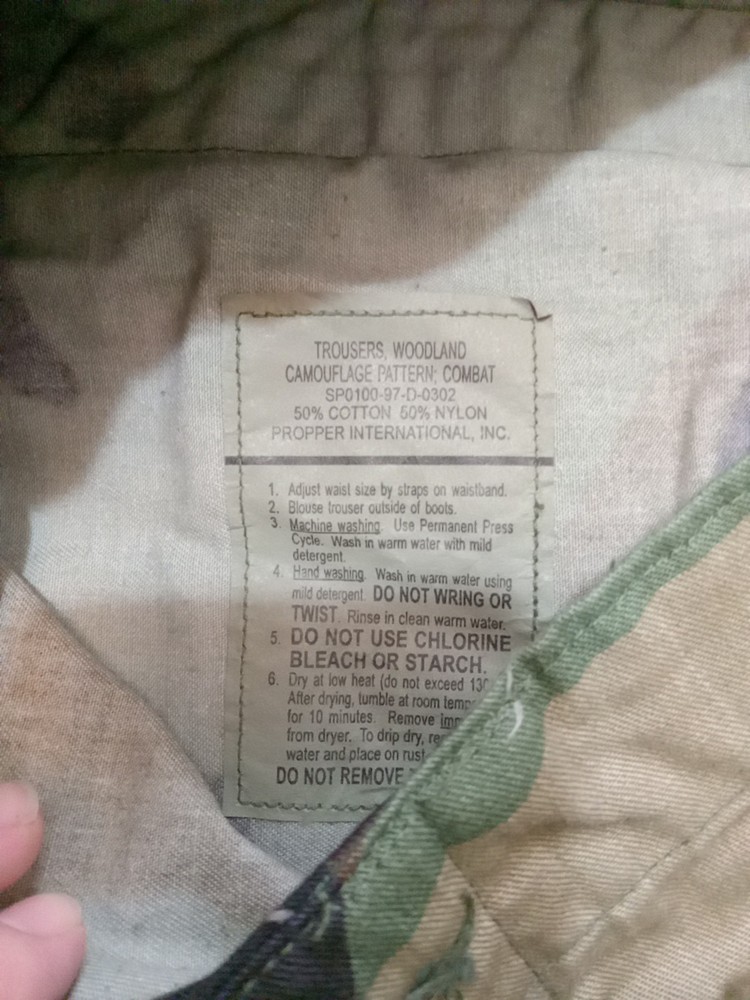 TROUSERS, WOODLAND
CAMOUFLAGE PATTERN; COMBAT
SP0100-97-D-0302
50% COTTON 50% NYLON
PROPPER INTERNATIONAL, INC.
1. Adjust waist size by straps on waistband.
2. Blouse trouser outside of boots.
3. Machine washing. Use Permanent Press
Cycle. Wash in warm water with mild
detergent.
4. Hand washing. Wash in warm water using
mild detergent. DO NOT WRING OR
TWIST. Rinse in clean warm water.
5. DO NOT USE CHLORINE
BLEACH OR STARCH.
6. Dry at low heat (do not exceed 130
After drying, tumble at room
for 10 minutes. Remove
from dryer. To drip dry,
water and place on
DO NOT REMOVE